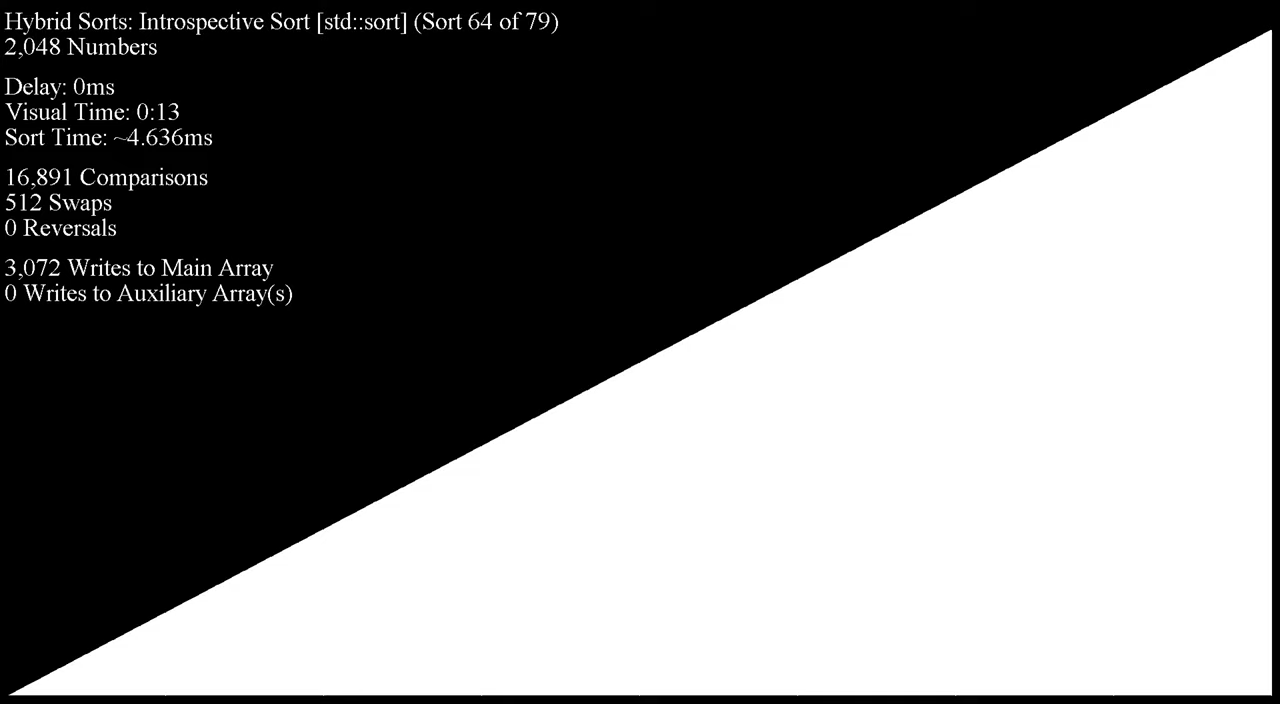 Hybrid Sorts: Introspective Sort [std::sort] (Sort 64 of 79)
2,048 Numbers
Delay: 0ms
Visual Time: 0:13
Sort Time: ~4.636ms
16,891 Comparisons
512 Swaps
0 Reversals
3,072 Writes to Main Array
0 Writes to Auxiliary Array(s)